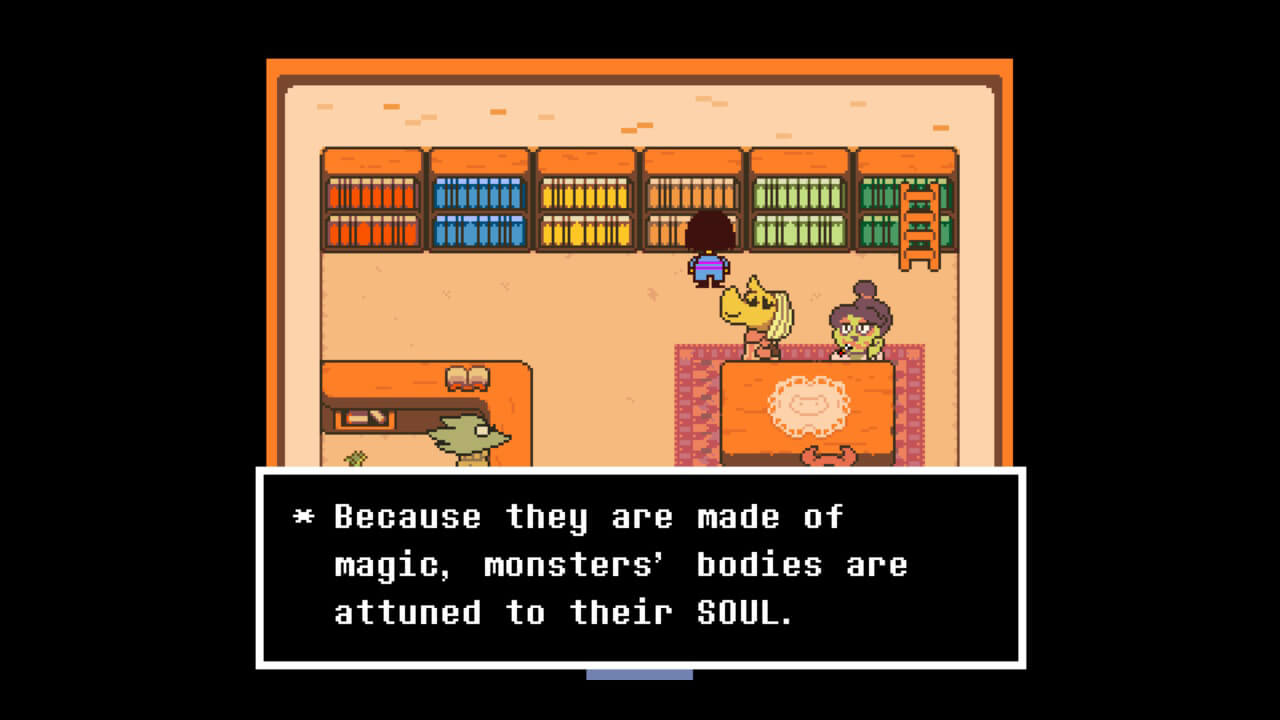 * Because they are made of
magic, monsters' bodies are
attuned to their SOUL.